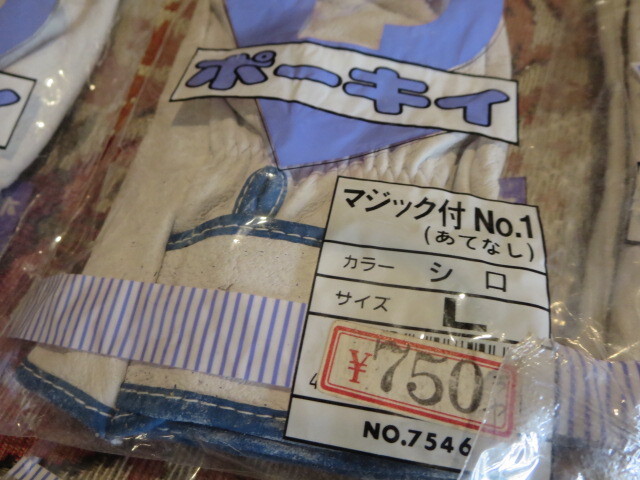 ポーキィ
マジック付 No.1
(あてなし)
カラー シロ
サイズ L
¥750
NO.7546